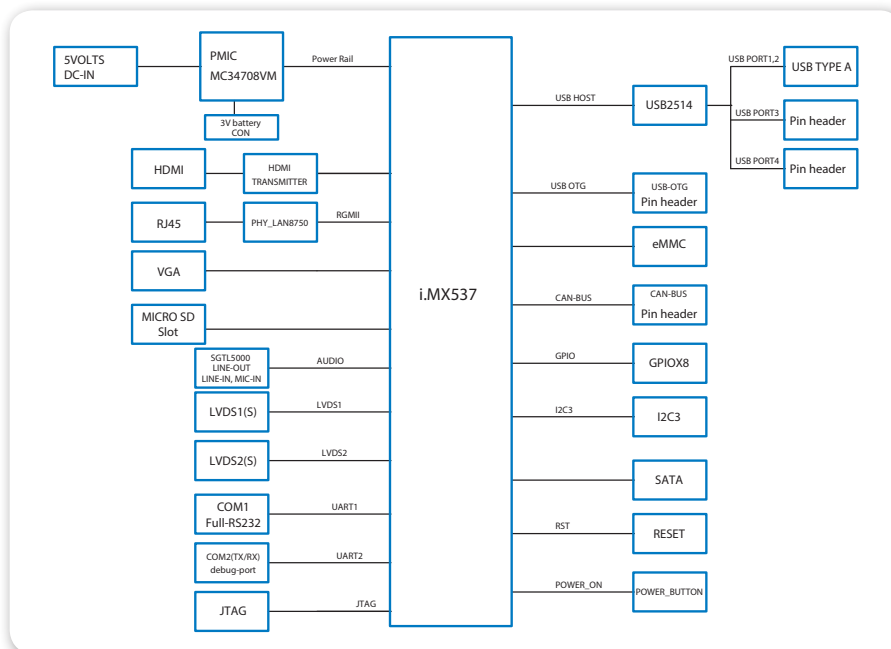 5VOLTS
DC-IN
PMIC
MC34708VM
Power Rail
3V battery
CON
HDMI
HDMI
TRANSMITTER
RJ45
PHY_LAN8750
RGMII
VGA
MICRO SD
Slot
SGTL5000
LINE-OUT
LINE-IN, MIC-IN
AUDIO
LVDS1(S)
LVDS1
LVDS2(S)
LVDS2
COM1
Full-RS232
UART1
COM2(TX/RX)
debug-port
UART2
JTAG
JTAG
i.MX537
USB HOST
USB2514
USB PORT1,2
USB TYPE A
USB PORT3
Pin header
USB PORT4
Pin header
USB OTG
USB-OTG
Pin header
eMMC
CAN-BUS
CAN-BUS
Pin header
GPIO
GPIOX8
I2C3
I2C3
SATA
RST
RESET
POWER_ON
POWER_BUTTON